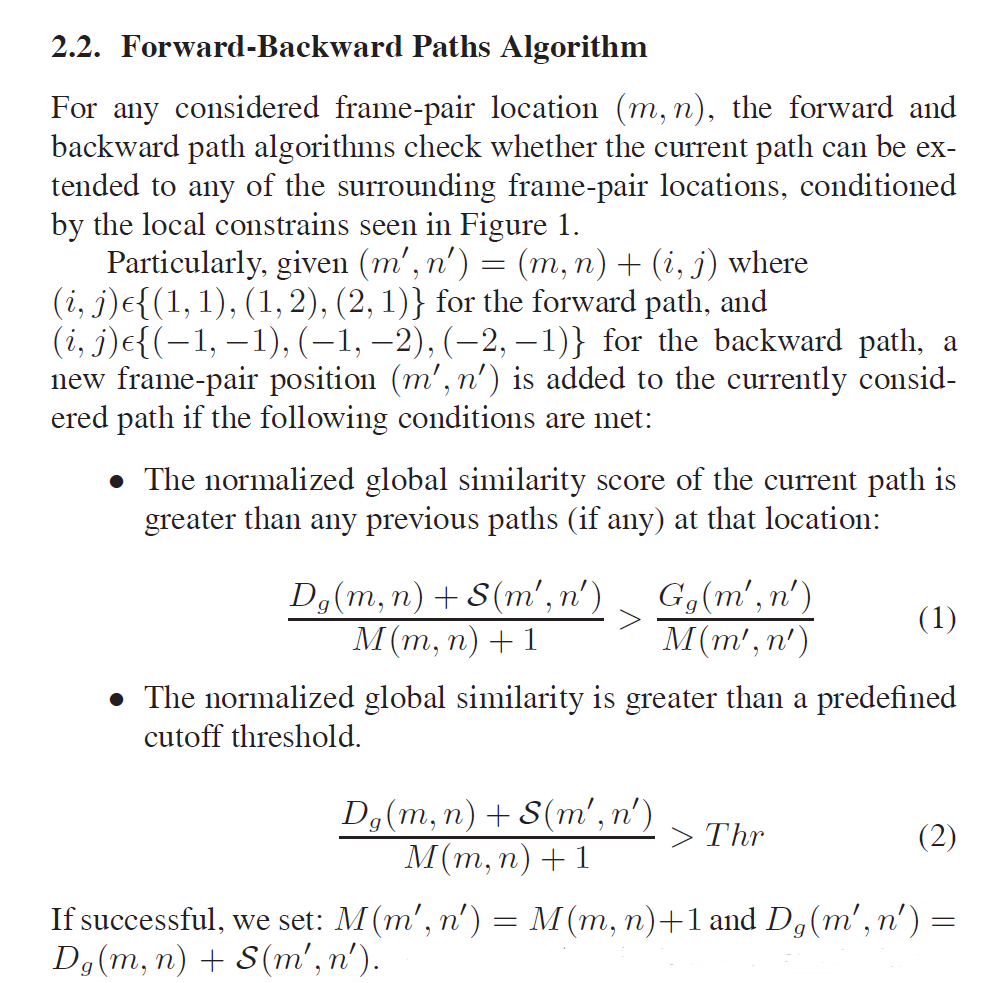 2.2. Forward-Backward Paths Algorithm
For any considered frame-pair location (m, n), the forward and
backward path algorithms check whether the current path can be ex-
tended to any of the surrounding frame-pair locations, conditioned
by the local constrains seen in Figure 1.
Particularly, given (m′, n′) = (m, n) + (i, j) where
(i, j)ϵ{(1, 1), (1, 2), (2, 1)} for the forward path, and
(i, j)ϵ{(−1, −1), (−1, −2), (−2, −1)} for the backward path, a
new frame-pair position (m′, n′) is added to the currently consid-
ered path if the following conditions are met:
• The normalized global similarity score of the current path is
greater than any previous paths (if any) at that location:
\frac{D_g(m, n) + \mathcal{S}(m′, n′)}{M(m, n) + 1} > \frac{G_g(m′, n′)}{M(m′, n′)} (1)
• The normalized global similarity is greater than a predefined
cutoff threshold.
\frac{D_g(m, n) + \mathcal{S}(m′, n′)}{M(m, n) + 1} > Thr (2)
If successful, we set: M(m′, n′) = M(m, n)+1 and D_g(m′, n′) =
D_g(m, n) + \mathcal{S}(m′, n′).